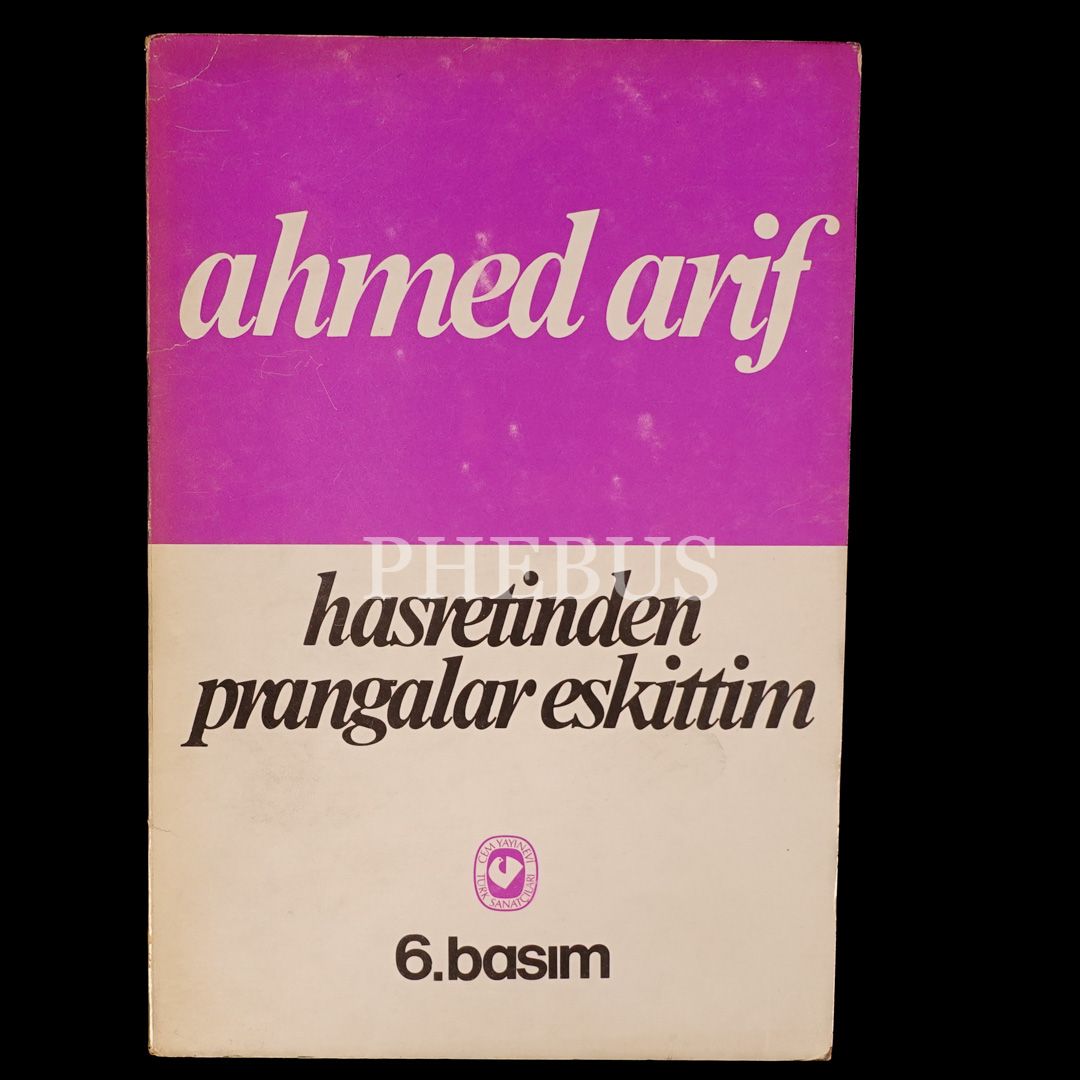 ahmed arif
PHEBUS
hasretinden
prangalar eskittim
CEM YAYINEVİ
TÜRK SANATÇILARI
6.basım